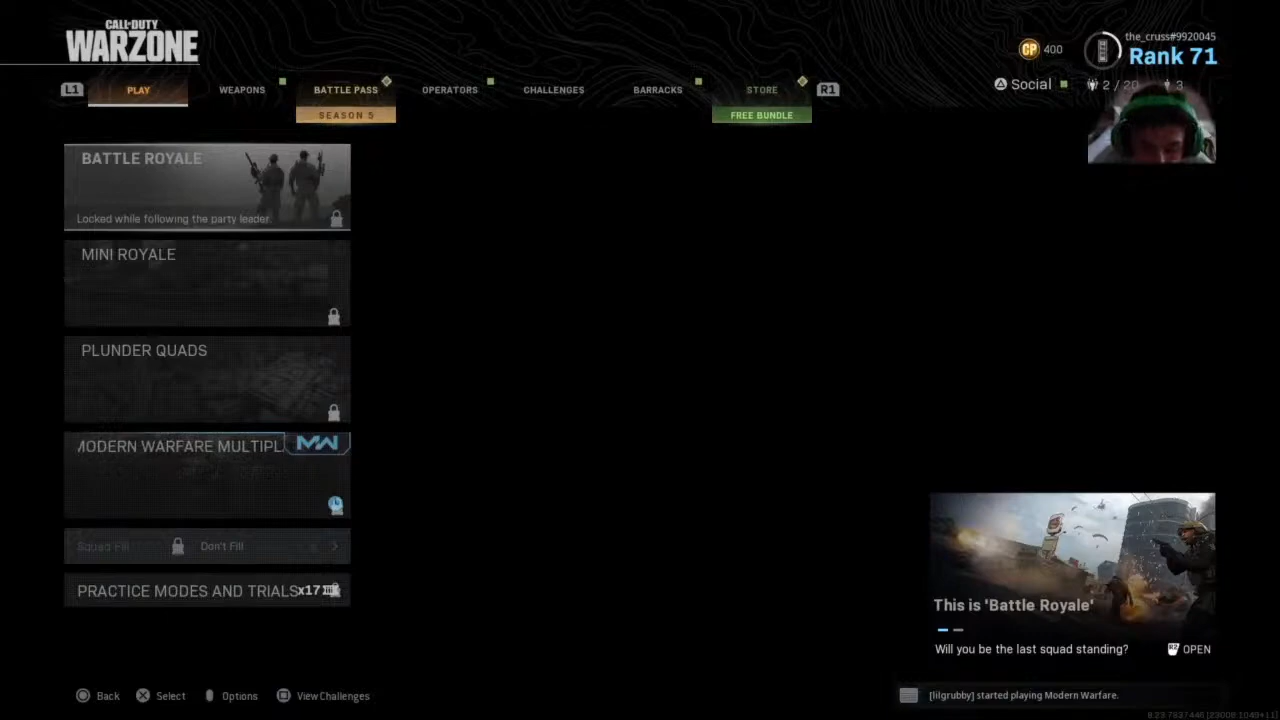 CALL·DUTY
WARZONE
CP 400
the_cruss#9920045
Rank 71
Social
2 / 20
3
L1
PLAY
WEAPONS
BATTLE PASS
OPERATORS
CHALLENGES
BARRACKS
STORE
R1
SEASON 5
FREE BUNDLE
BATTLE ROYALE
Locked while following the party leader.
MINI ROYALE
PLUNDER QUADS
MODERN WARFARE MULTIPL
MW
Squad Fill
Don't Fill
PRACTICE MODES AND TRIALS
x171
This is 'Battle Royale'
Will you be the last squad standing?
R2 OPEN
Back
Select
Options
View Challenges
[lilgrubby] started playing Modern Warfare.